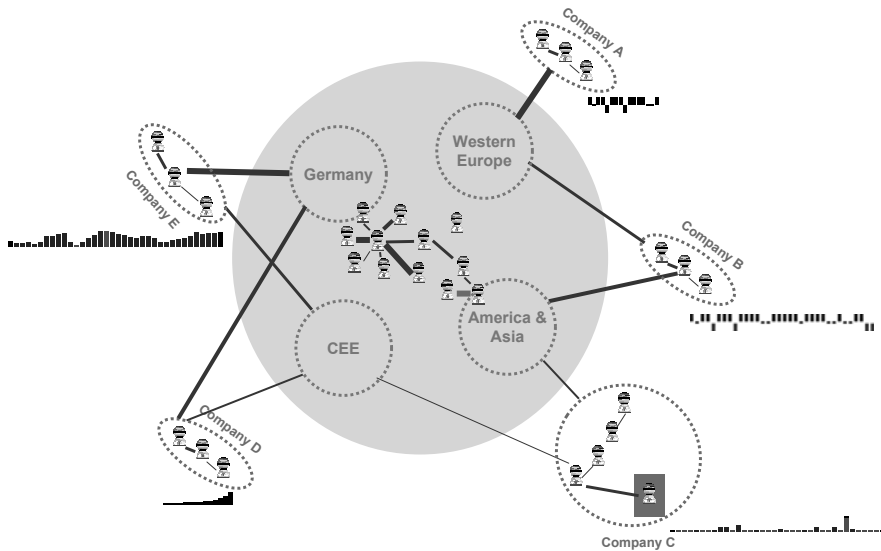 Company A
Western
Europe
Germany
Company E
Company B
America &
Asia
CEE
Company D
Company C